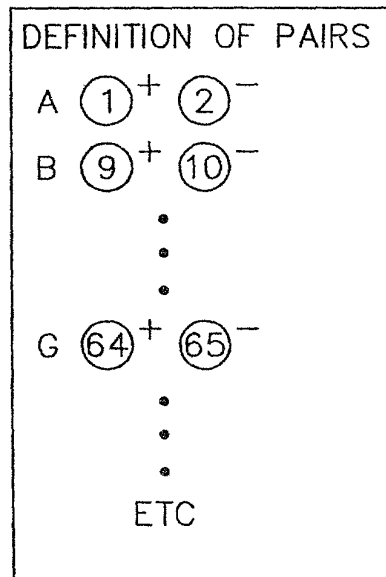 DEFINITION OF PAIRS
A 1 + 2 −
B 9 + 10 −
G 64 + 65 −
ETC